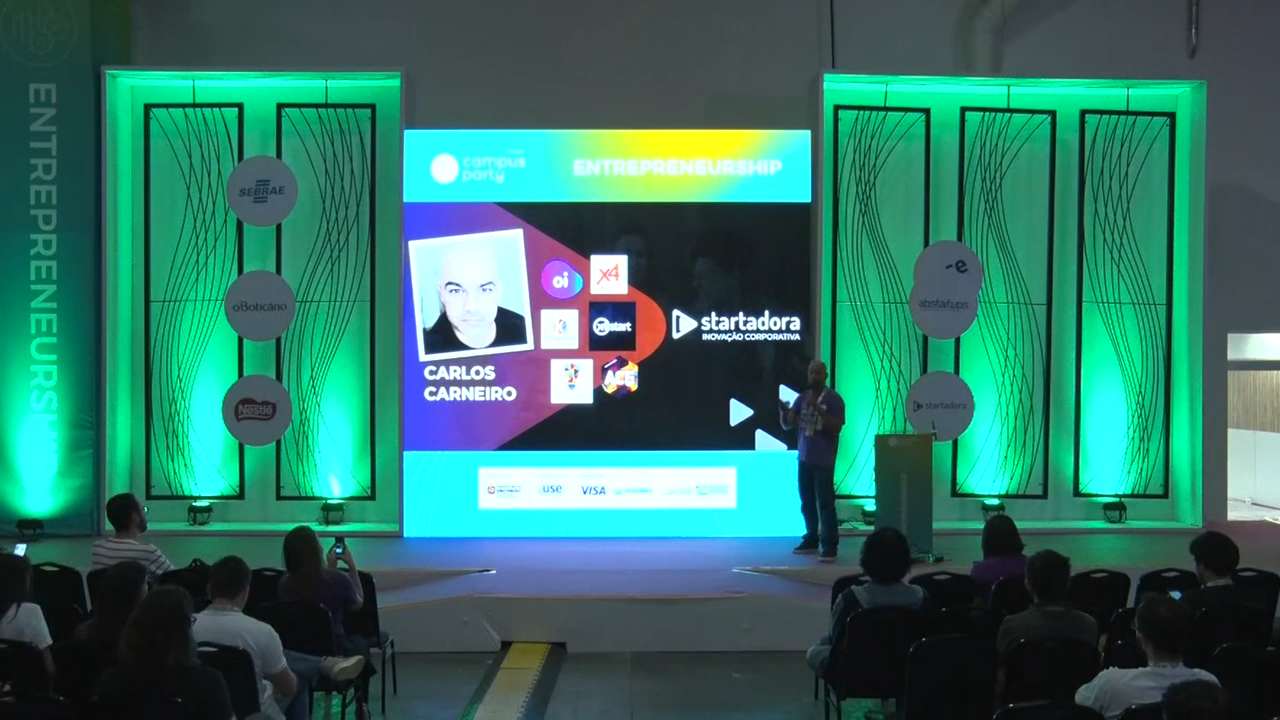 ENTREPRENEURSHIP
SEBRAE
oBoticário
Nestlé
campus
party
ENTREPRENEURSHIP
oi
X4
start
ACE
CARLOS
CARNEIRO
startadora
INOVAÇÃO CORPORATIVA
use
VISA
-e
abstartups
startadora